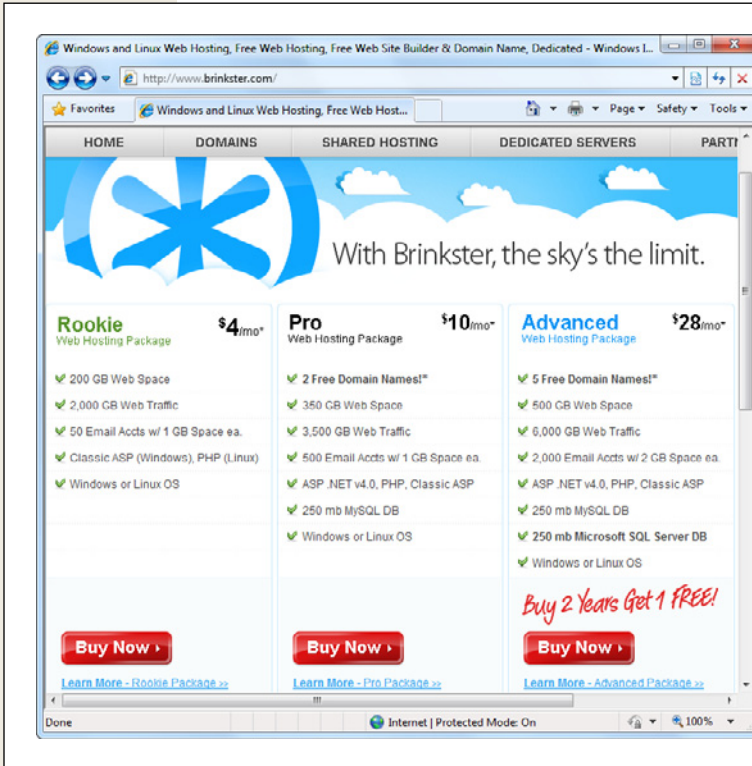 Windows and Linux Web Hosting, Free Web Hosting, Free Web Site Builder & Domain Name, Dedicated - Windows I...
http://www.brinkster.com/
Favorites
Windows and Linux Web Hosting, Free Web Host...
Page
Safety
Tools
HOME
DOMAINS
SHARED HOSTING
DEDICATED SERVERS
PARTN
With Brinkster, the sky's the limit.
Rookie
$4/mo*
Web Hosting Package
200 GB Web Space
2,000 GB Web Traffic
50 Email Accts w/ 1 GB Space ea.
Classic ASP (Windows), PHP (Linux)
Windows or Linux OS
Buy Now
Learn More - Rookie Package >>
Pro
$10/mo*
Web Hosting Package
2 Free Domain Names!*
350 GB Web Space
3,500 GB Web Traffic
500 Email Accts w/ 1 GB Space ea.
ASP .NET v4.0, PHP, Classic ASP
250 mb MySQL DB
Windows or Linux OS
Buy Now
Learn More - Pro Package >>
Advanced
$28/mo*
Web Hosting Package
5 Free Domain Names!*
500 GB Web Space
6,000 GB Web Traffic
2,000 Email Accts w/ 2 GB Space ea.
ASP .NET v4.0, PHP, Classic ASP
250 mb MySQL DB
250 mb Microsoft SQL Server DB
Windows or Linux OS
Buy 2 Years Get 1 FREE!
Buy Now
Learn More - Advanced Package >>
Done
Internet | Protected Mode: On
100%